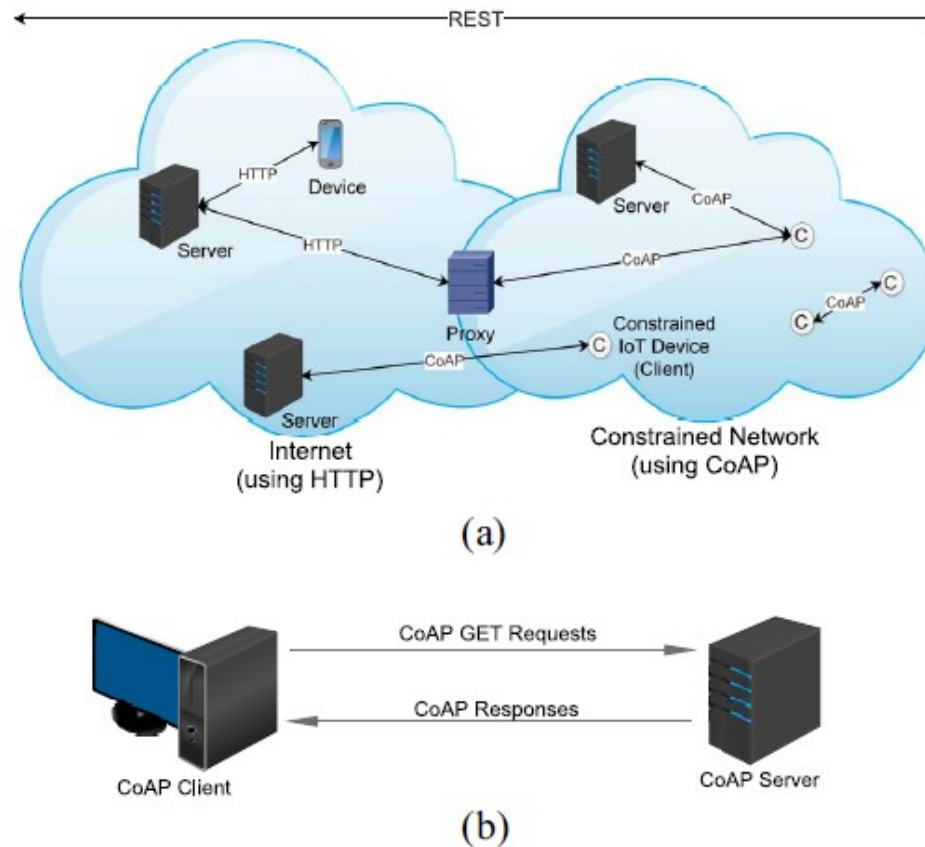 REST
HTTP
Device
Server
HTTP
Proxy
CoAP
Server
Internet
(using HTTP)
Server
CoAP
CoAP
C
C
CoAP
C
C
Constrained
IoT Device
(Client)
Constrained Network
(using CoAP)
(a)
CoAP GET Requests
CoAP Responses
CoAP Client
CoAP Server
(b)